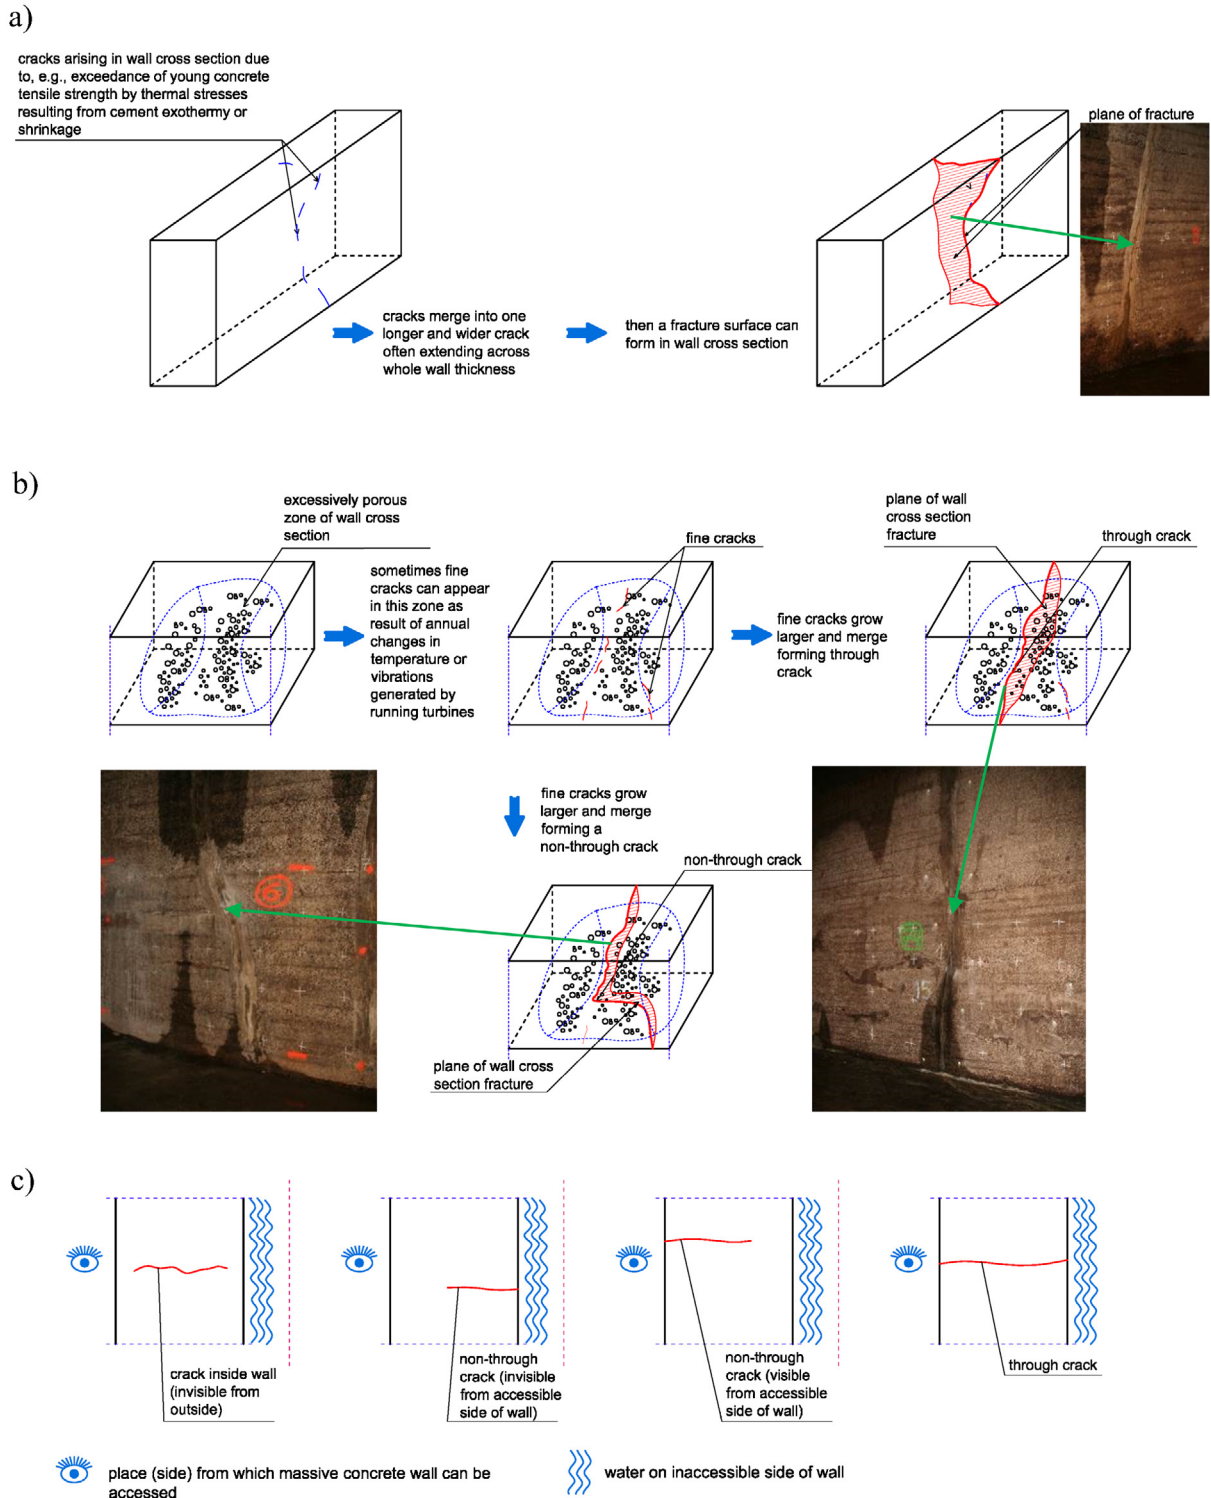 a)
cracks arising in wall cross section due
to, e.g., exceedance of young concrete
tensile strength by thermal stresses
resulting from cement exothermy or
shrinkage
plane of fracture
cracks merge into one
longer and wider crack
often extending across
whole wall thickness
then a fracture surface can
form in wall cross section
b)
excessively porous
zone of wall cross
section
sometimes fine
cracks can appear
in this zone as
result of annual
changes in
temperature or
vibrations
generated by
running turbines
fine cracks
fine cracks grow
larger and merge
forming through
crack
plane of wall
cross section
fracture
through crack
fine cracks grow
larger and merge
forming a
non-through crack
non-through crack
plane of wall cross
section fracture
6
c)
crack inside wall
(invisible from
outside)
non-through
crack (invisible
from accessible
side of wall)
non-through
crack (visible
from accessible
side of wall)
through crack
place (side) from which massive concrete wall can be
accessed
water on inaccessible side of wall